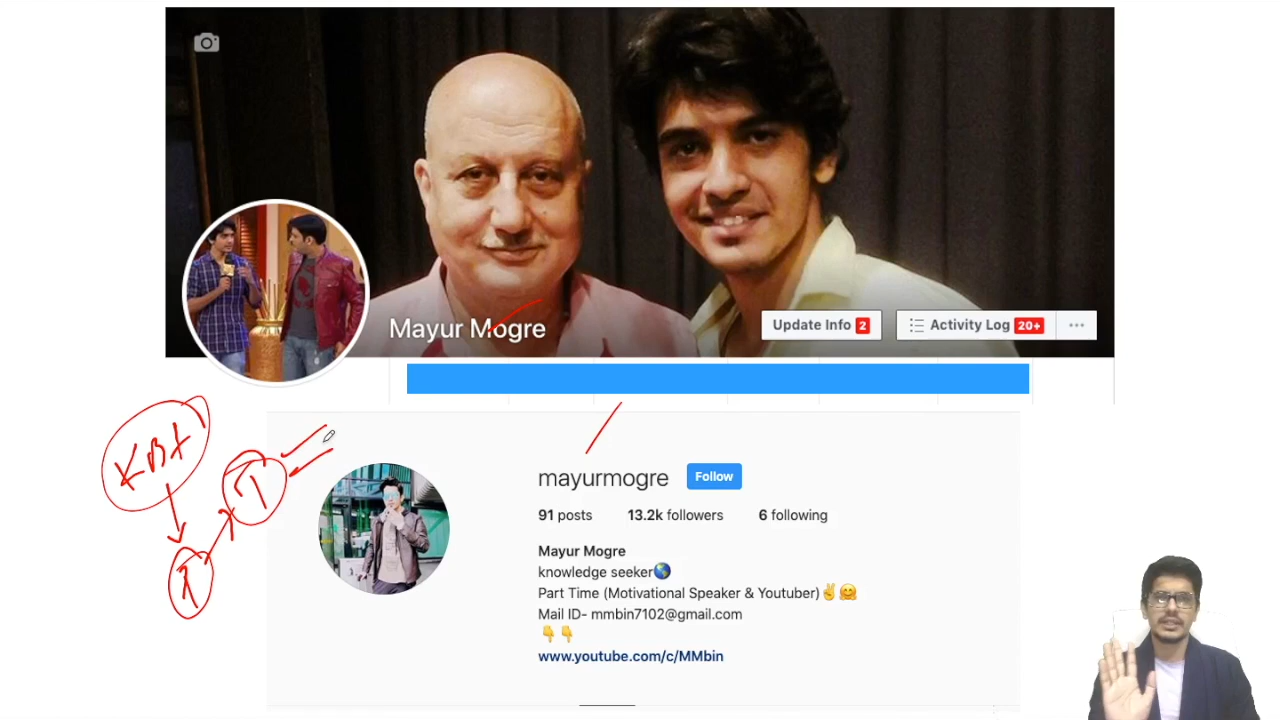 Mayur Mogre
Update Info 2
Activity Log 20+
mayurmogre
Follow
91 posts 13.2k followers 6 following
Mayur Mogre
knowledge seeker🌎
Part Time (Motivational Speaker & Youtuber)✌️🤗
Mail ID- mmbin7102@gmail.com
👇👇
www.youtube.com/c/MMbin
T